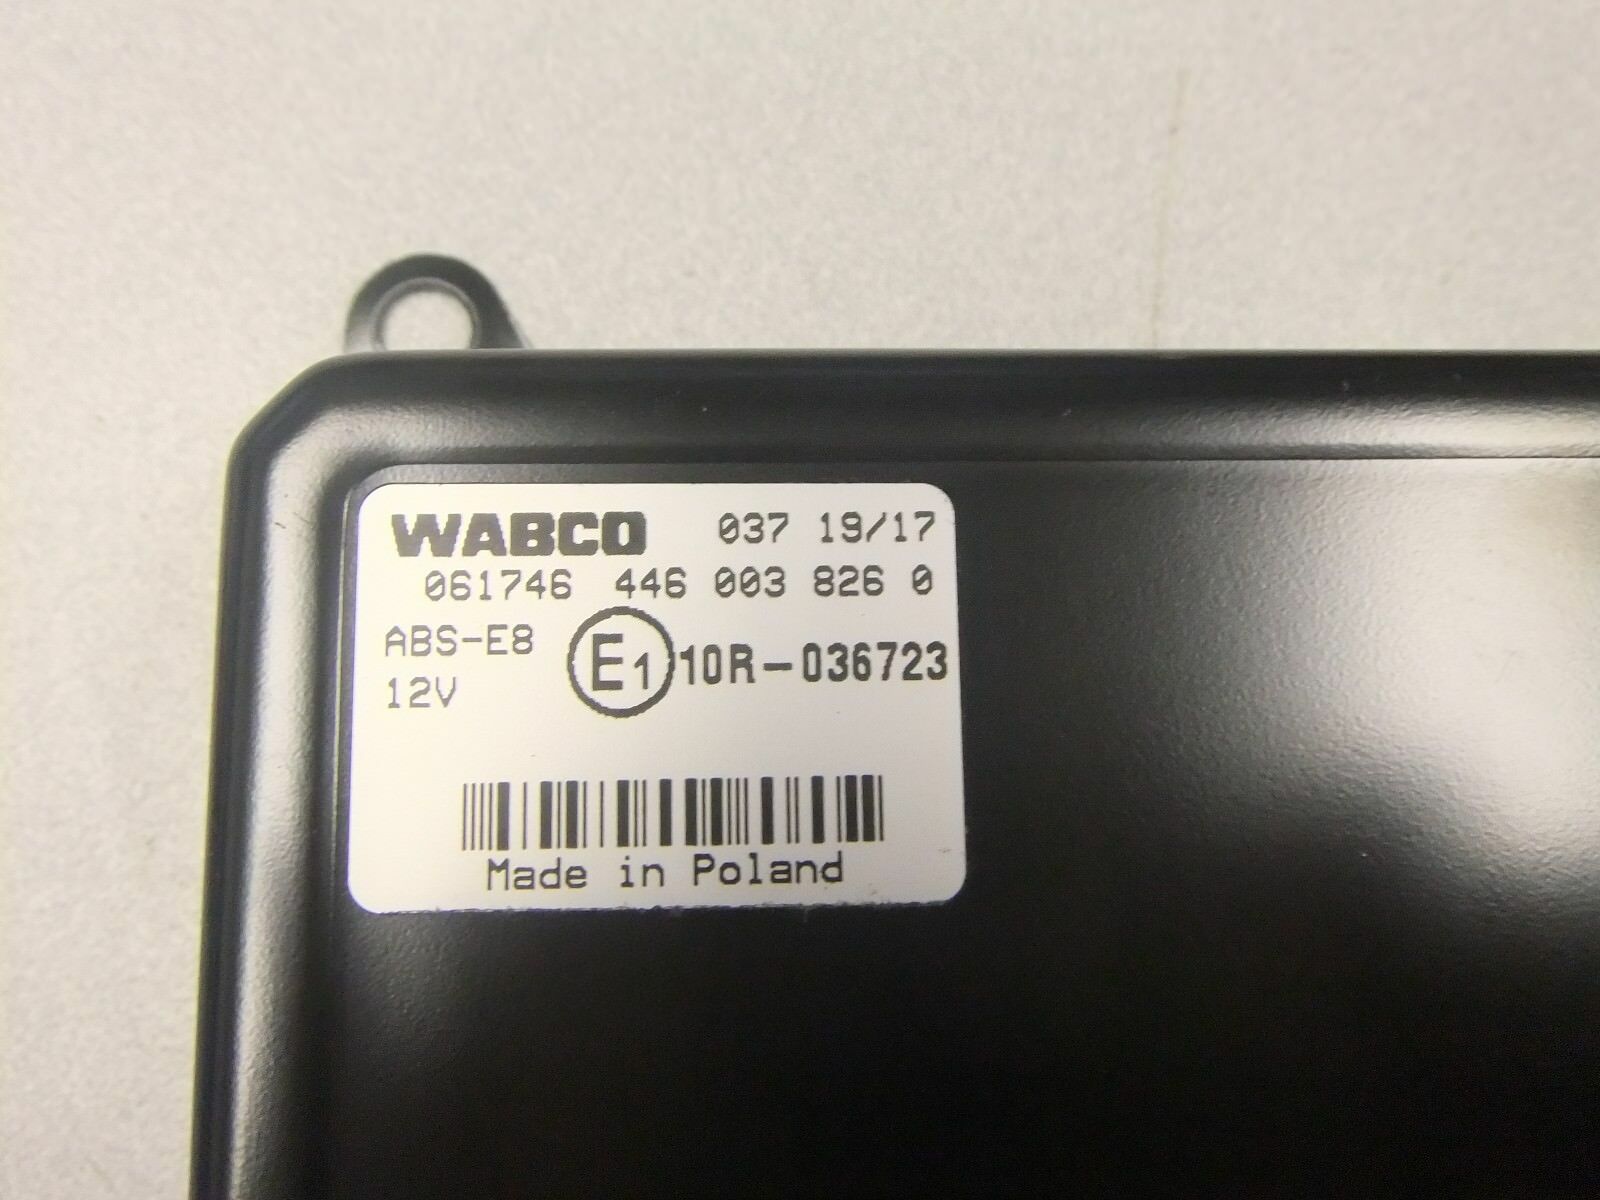 WABCO 037 19/17
061746 446 003 826 0
ABS-E8 E1 10R-036723
12V
Made in Poland